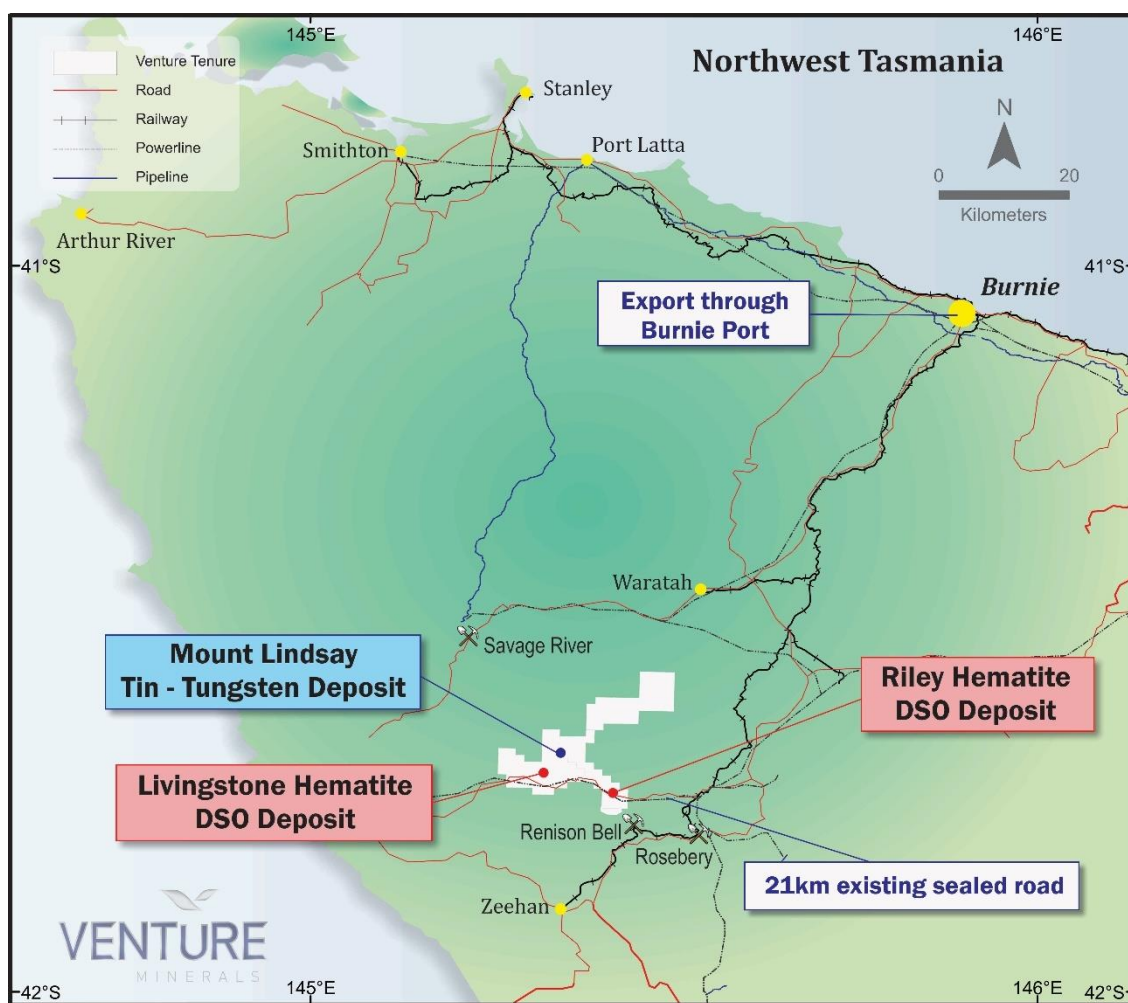 145°E
146°E
Northwest Tasmania
Venture Tenure
Road
Railway
Powerline
Pipeline
N
0
20
Kilometers
Stanley
Smithton
Port Latta
Arthur River
41°S
41°S
Burnie
Export through
Burnie Port
Waratah
Savage River
Mount Lindsay
Tin - Tungsten Deposit
Riley Hematite
DSO Deposit
Livingstone Hematite
DSO Deposit
Renison Bell
Rosebery
21km existing sealed road
Zeehan
VENTURE
MINERALS
42°S
145°E
146°E
42°S